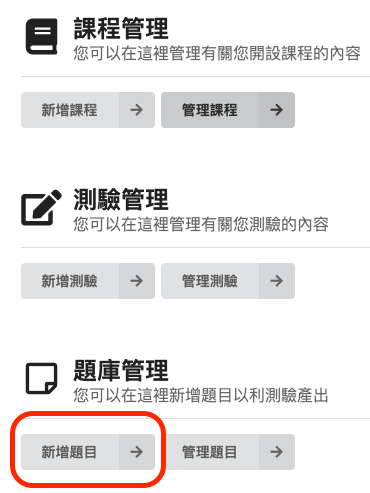 課程管理
您可以在這裡管理有關您開設課程的內容
新增課程 管理課程
測驗管理
您可以在這裡管理有關您測驗的內容
新增測驗 管理測驗
題庫管理
您可以在這裡新增題目以利測驗產出
新增題目 管理題目